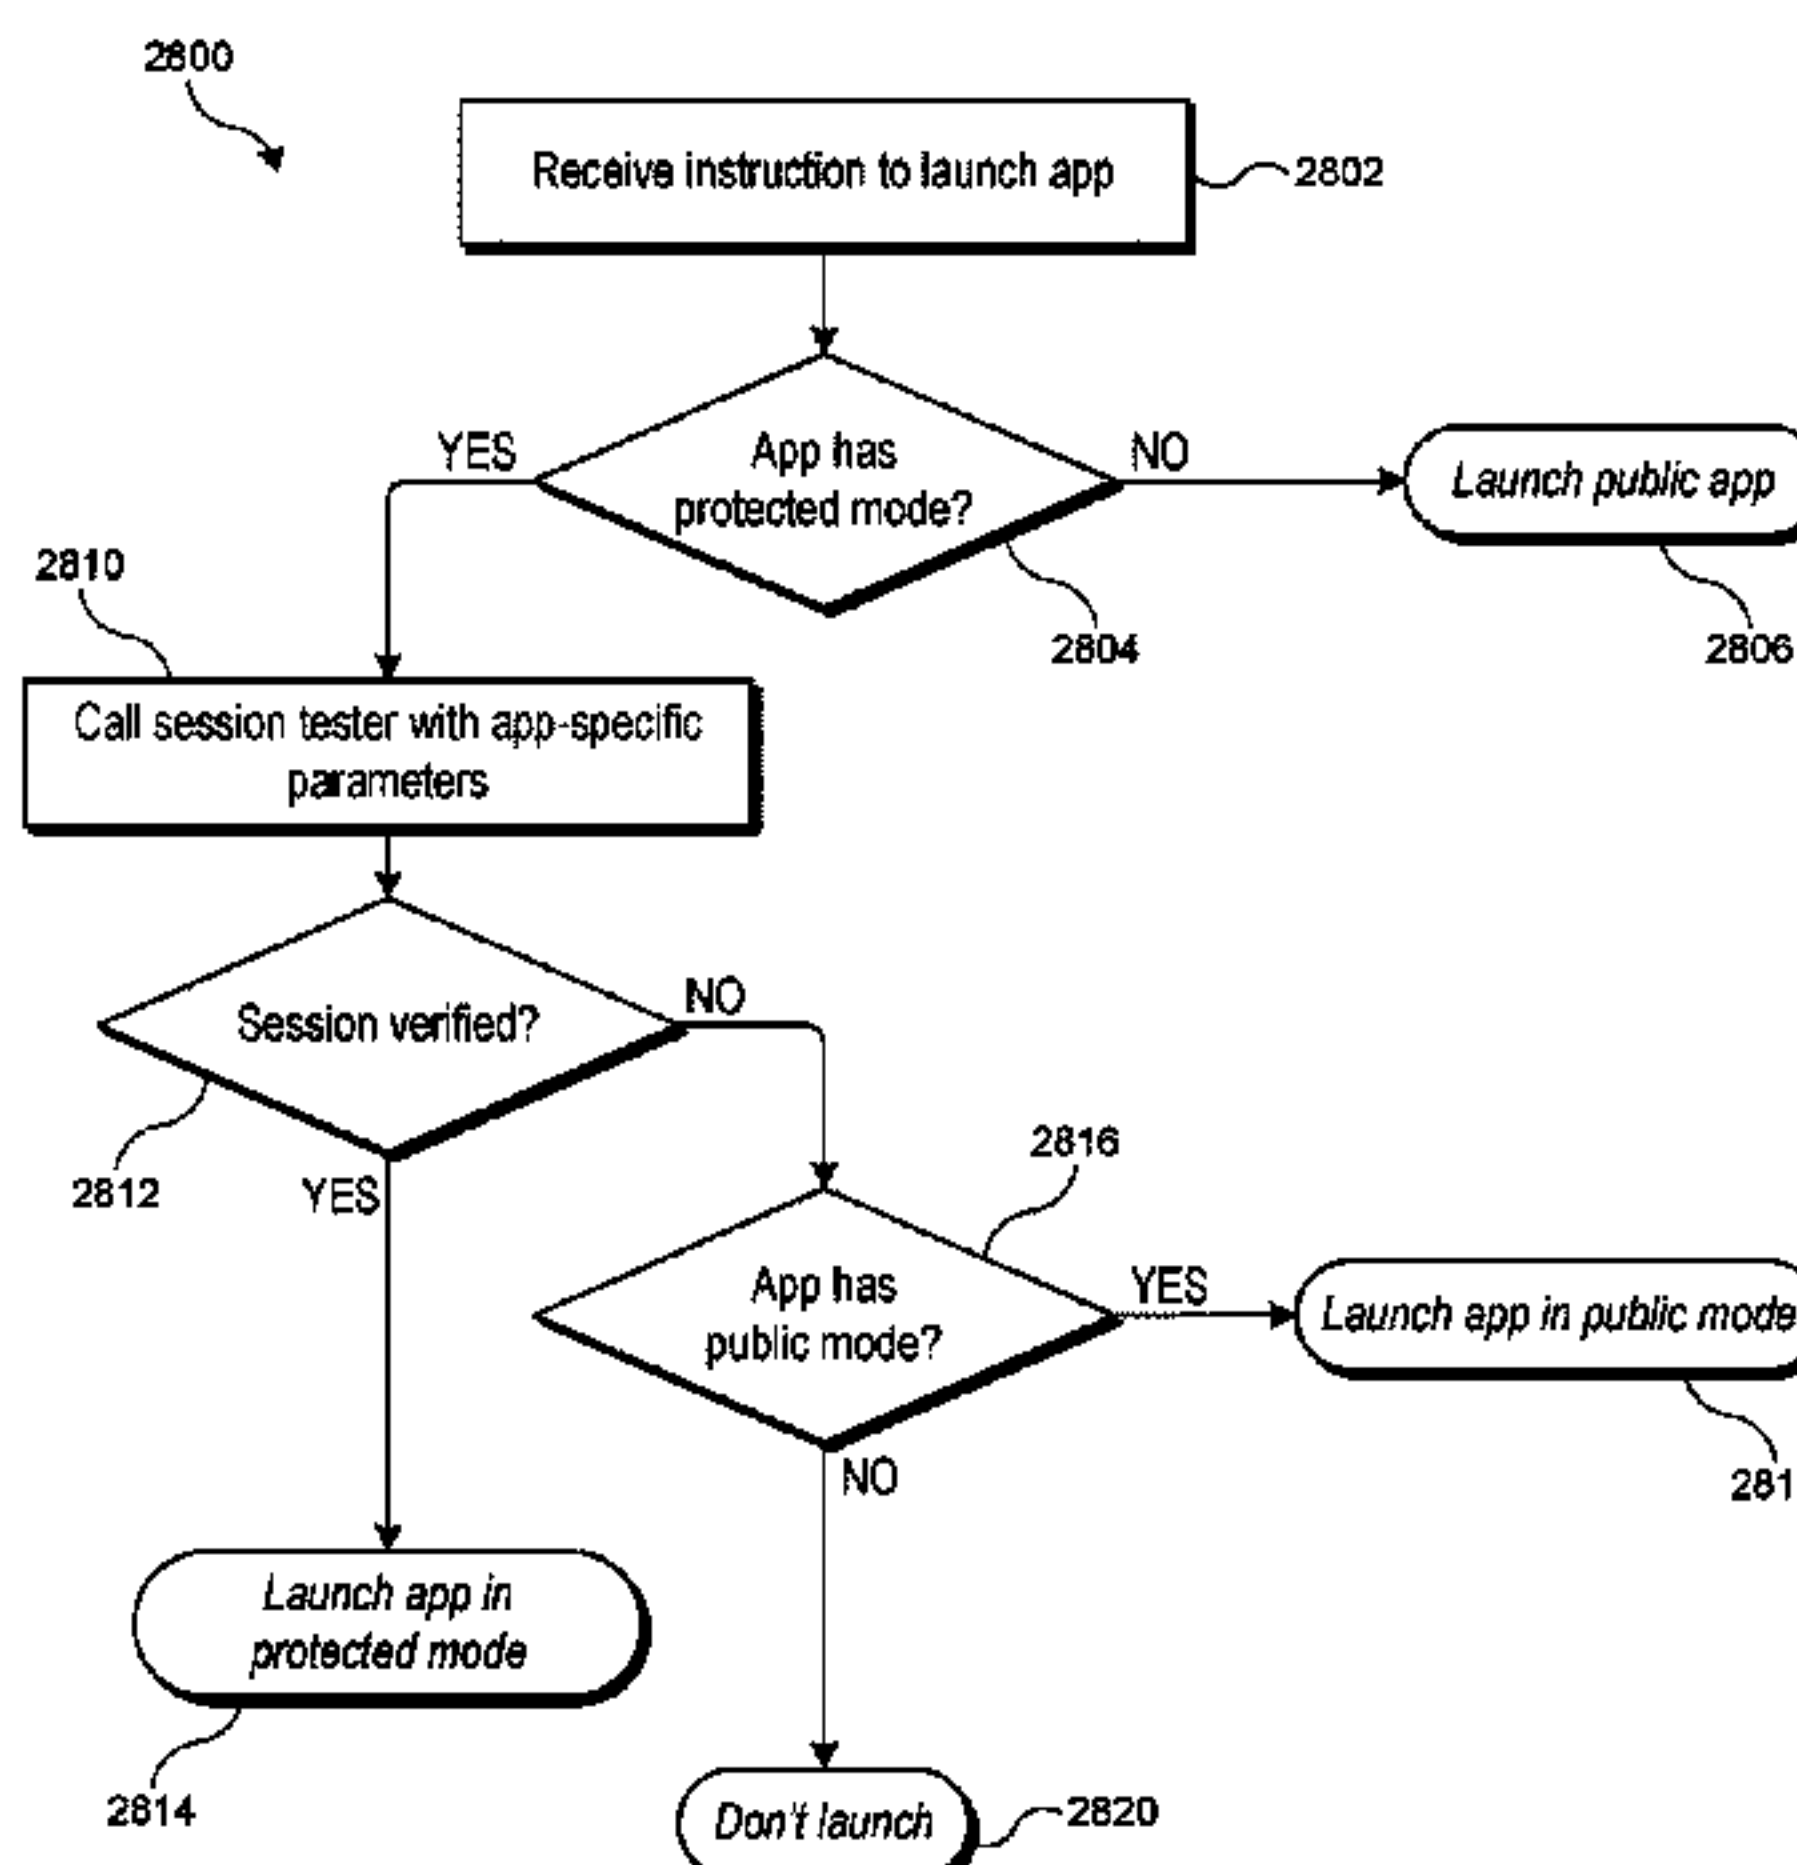 2800
Receive instruction to launch app
2802
YES
App has
protected mode?
NO
Launch public app
2804
2806
2810
Call session tester with app-specific
parameters
Session verified?
NO
2812
YES
2816
App has
public mode?
YES
Launch app in public mode
281
NO
Launch app in
protected mode
2814
Don't launch
2820